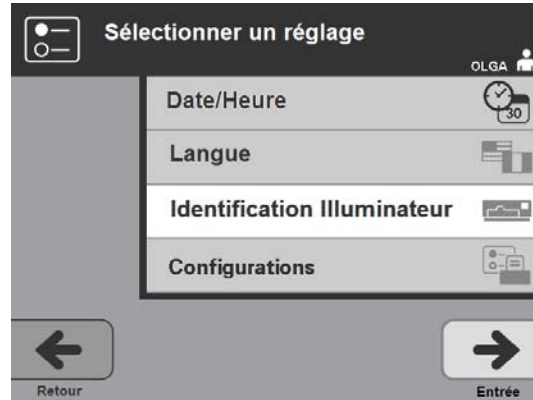 Sélectionner un réglage
OLGA
Date/Heure
30
Langue
Identification Illuminateur
Configurations
Retour
Entrée